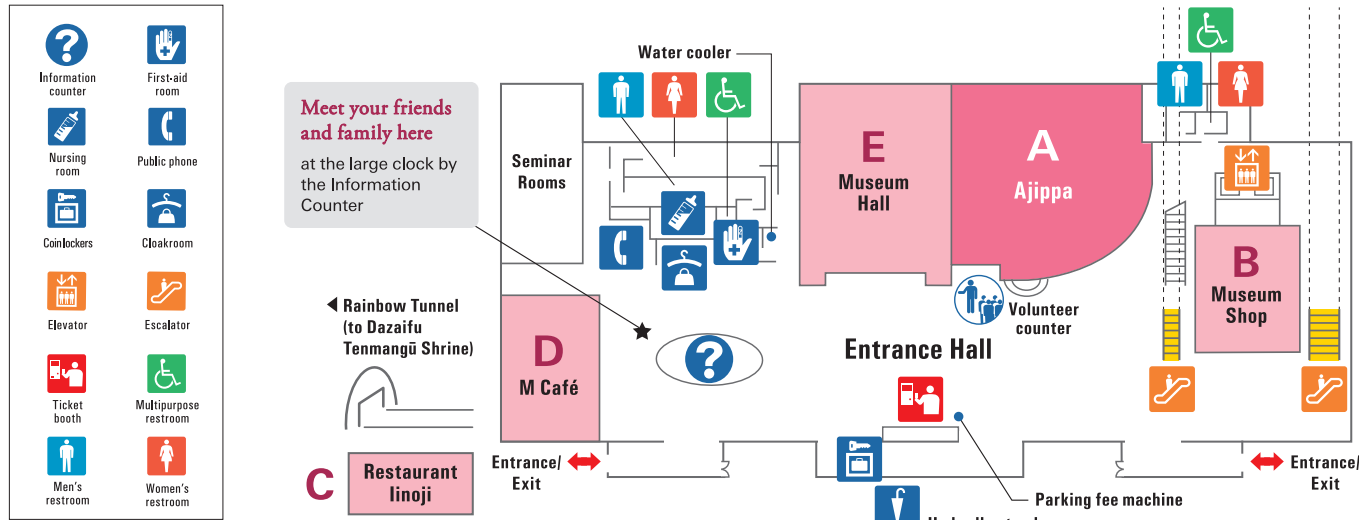 Information
counter
First-aid
room
Nursing
room
Public phone
Coinlockers
Cloakroom
Elevator
Escalator
Ticket
booth
Multipurpose
restroom
Men's
restroom
Women's
restroom
Meet your friends
and family here
at the large clock by
the Information
Counter
Rainbow Tunnel
(to Dazaifu
Tenmangū Shrine)
C
Restaurant
Iinoji
Water cooler
Seminar
Rooms
D
M Café
?
E
Museum
Hall
A
Ajippa
Volunteer
counter
Entrance Hall
B
Museum
Shop
Entrance/
Exit
Parking fee machine
Entrance/
Exit